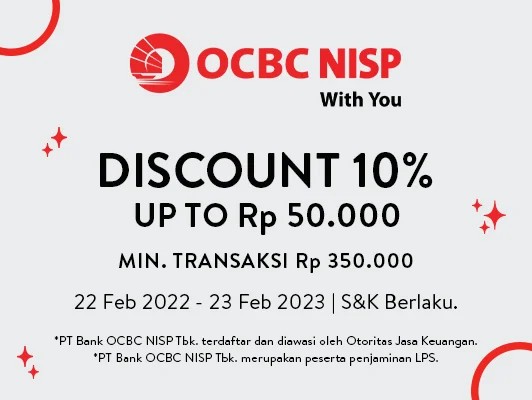 OCBC NISP
With You
DISCOUNT 10%
UP TO Rp 50.000
MIN. TRANSAKSI Rp 350.000
22 Feb 2022 - 23 Feb 2023 | S&K Berlaku.
*PT Bank OCBC NISP Tbk. terdaftar dan diawasi oleh Otoritas Jasa Keuangan.
*PT Bank OCBC NISP Tbk. merupakan peserta penjaminan LPS.